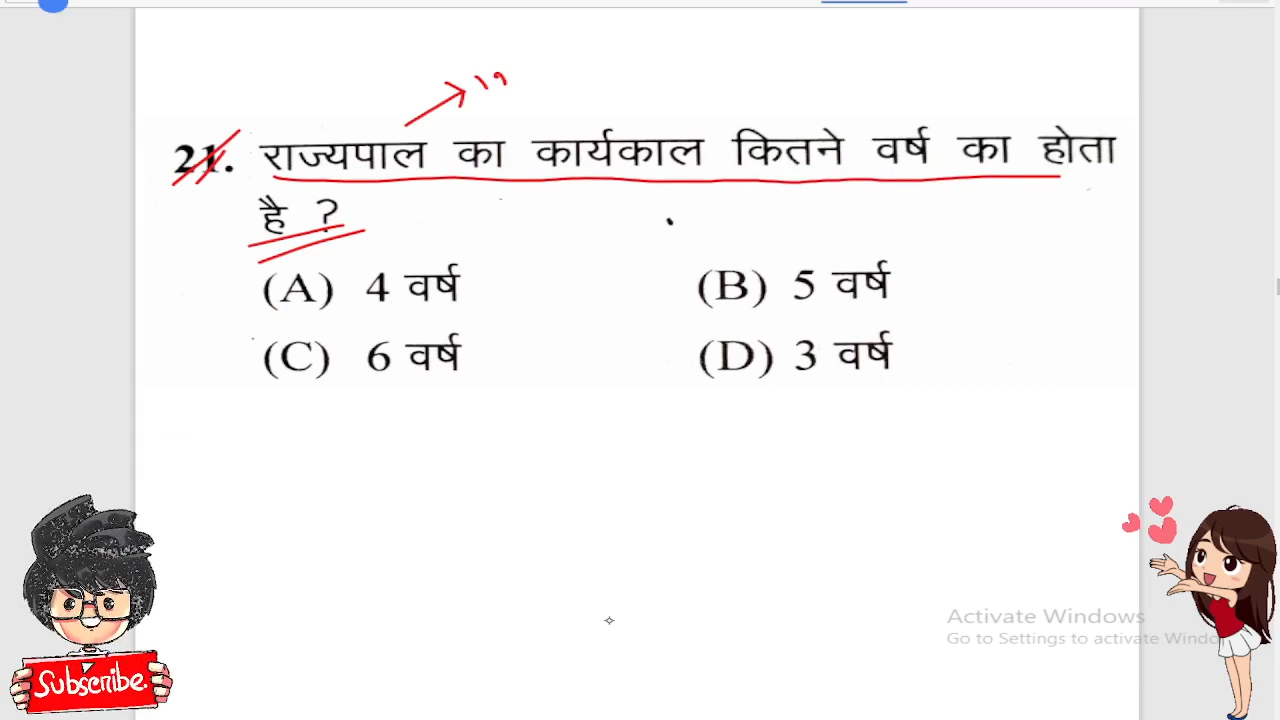 21. राज्यपाल का कार्यकाल कितने वर्ष का होता
है ?
(A) 4 वर्ष (B) 5 वर्ष
(C) 6 वर्ष (D) 3 वर्ष
Activate Windows
Go to Settings to activate Windo
Subscribe.